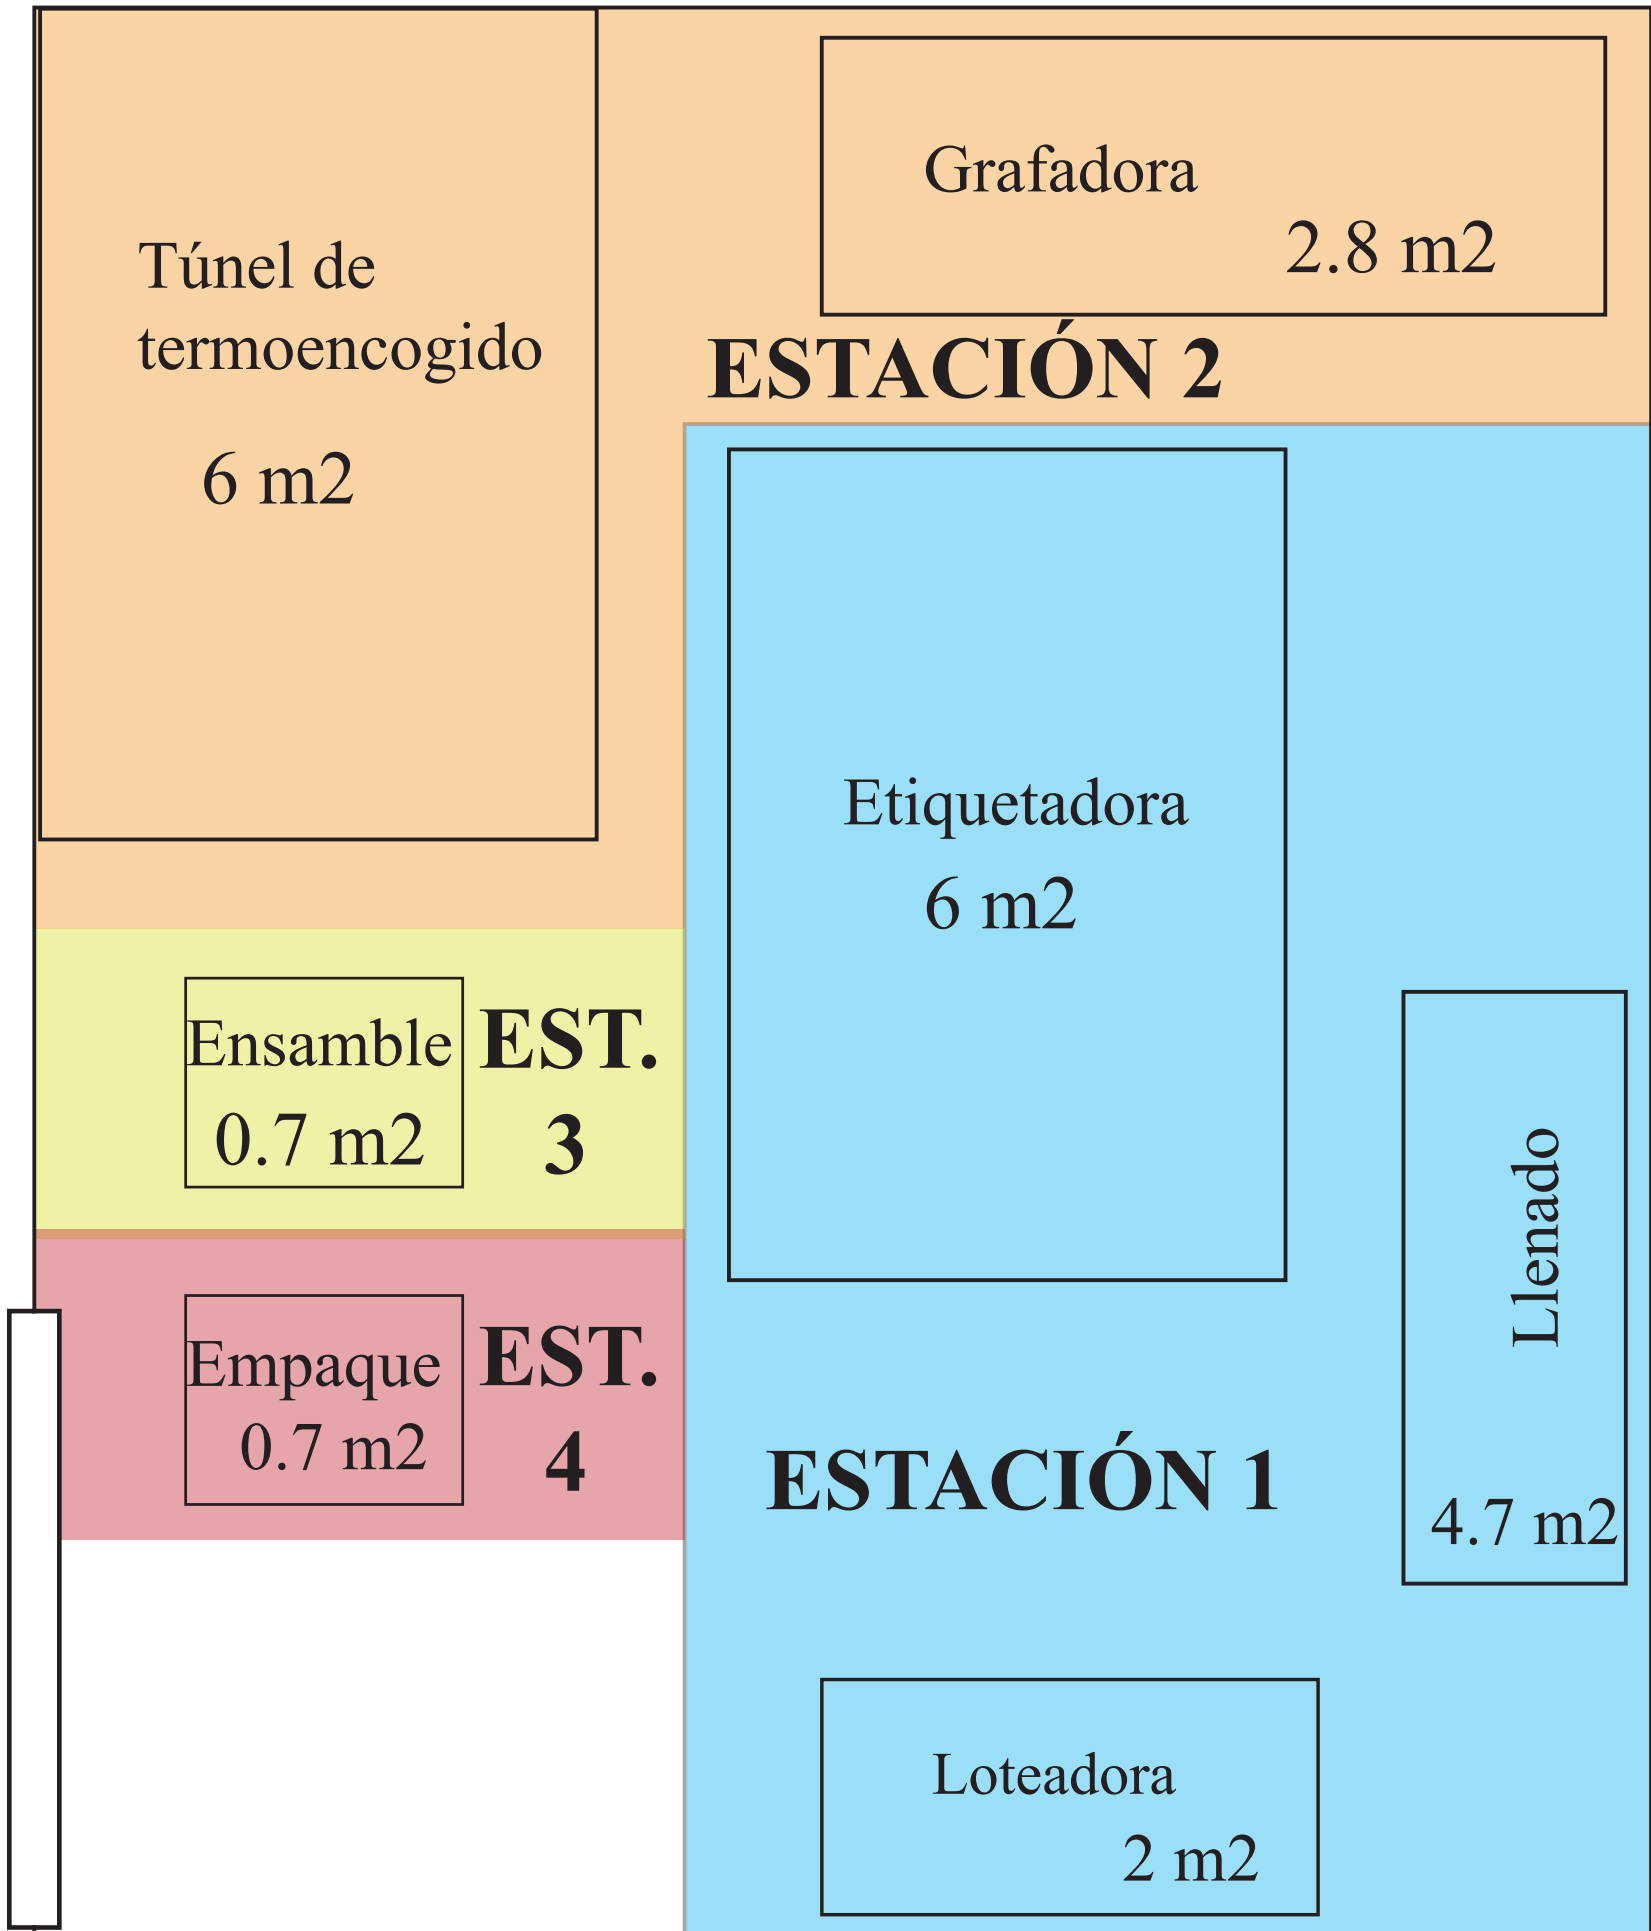 Túnel de
termoencogido
6 m2
Grafadora
2.8 m2
ESTACIÓN 2
Etiquetadora
6 m2
Ensamble
0.7 m2
EST.
3
Empaque
0.7 m2
EST.
4
Llenado
4.7 m2
ESTACIÓN 1
Loteadora
2 m2